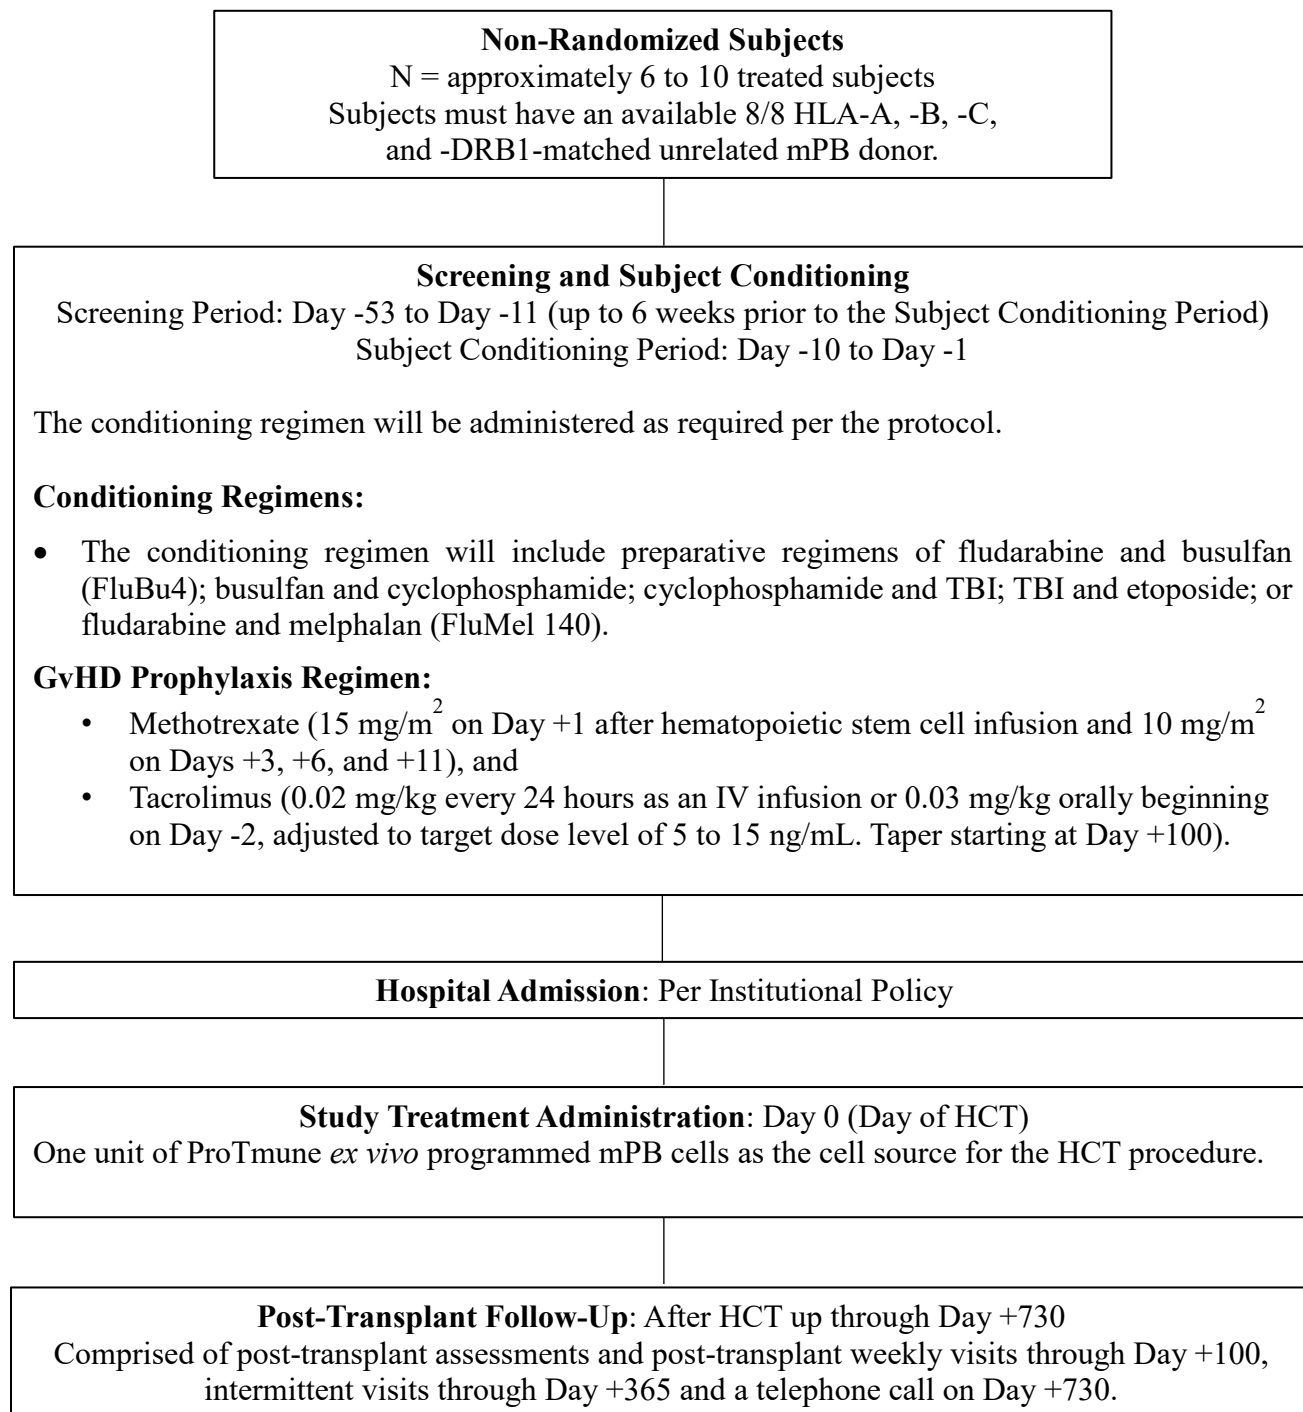 Non-Randomized Subjects
N = approximately 6 to 10 treated subjects
Subjects must have an available 8/8 HLA-A, -B, -C,
and -DRB1-matched unrelated mPB donor.
Screening and Subject Conditioning
Screening Period: Day -53 to Day -11 (up to 6 weeks prior to the Subject Conditioning Period)
Subject Conditioning Period: Day -10 to Day -1
The conditioning regimen will be administered as required per the protocol.
Conditioning Regimens:
• The conditioning regimen will include preparative regimens of fludarabine and busulfan
(FluBu4); busulfan and cyclophosphamide; cyclophosphamide and TBI; TBI and etoposide; or
fludarabine and melphalan (FluMel 140).
GvHD Prophylaxis Regimen:
• Methotrexate (15 mg/m² on Day +1 after hematopoietic stem cell infusion and 10 mg/m²
on Days +3, +6, and +11), and
• Tacrolimus (0.02 mg/kg every 24 hours as an IV infusion or 0.03 mg/kg orally beginning
on Day -2, adjusted to target dose level of 5 to 15 ng/mL. Taper starting at Day +100).
Hospital Admission: Per Institutional Policy
Study Treatment Administration: Day 0 (Day of HCT)
One unit of ProTmune ex vivo programmed mPB cells as the cell source for the HCT procedure.
Post-Transplant Follow-Up: After HCT up through Day +730
Comprised of post-transplant assessments and post-transplant weekly visits through Day +100,
intermittent visits through Day +365 and a telephone call on Day +730.